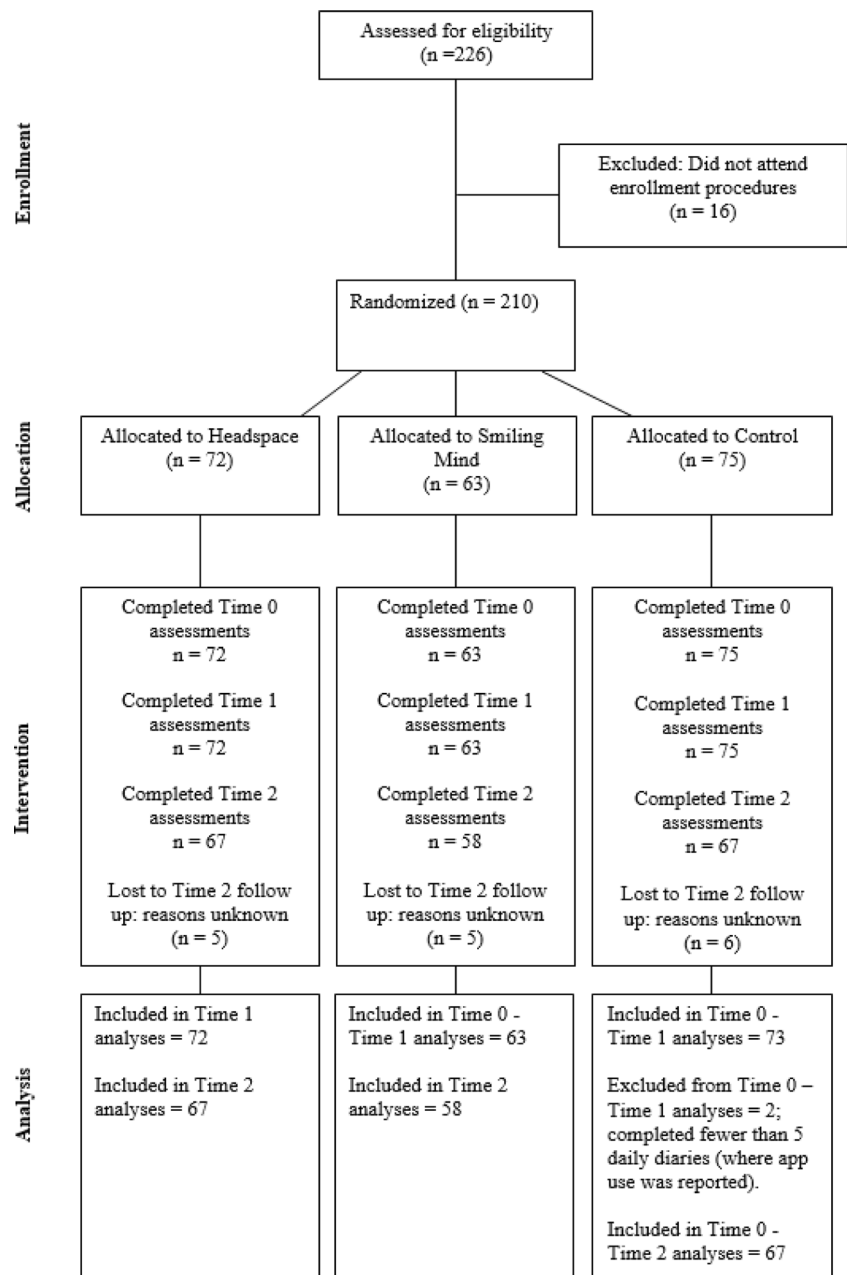 Assessed for eligibility
(n =226)
Enrollment
Excluded: Did not attend
enrollment procedures
(n = 16)
Randomized (n = 210)
Allocation
Allocated to Headspace
(n = 72)
Allocated to Smiling
Mind
(n = 63)
Allocated to Control
(n = 75)
Intervention
Completed Time 0
assessments
n = 72
Completed Time 1
assessments
n = 72
Completed Time 2
assessments
n = 67
Lost to Time 2 follow
up: reasons unknown
(n = 5)
Completed Time 0
assessments
n = 63
Completed Time 1
assessments
n = 63
Completed Time 2
assessments
n = 58
Lost to Time 2 follow
up: reasons unknown
(n = 5)
Completed Time 0
assessments
n = 75
Completed Time 1
assessments
n = 75
Completed Time 2
assessments
n = 67
Lost to Time 2 follow
up: reasons unknown
(n = 6)
Analysis
Included in Time 1
analyses = 72
Included in Time 2
analyses = 67
Included in Time 0 -
Time 1 analyses = 63
Included in Time 2
analyses = 58
Included in Time 0 -
Time 1 analyses = 73
Excluded from Time 0 –
Time 1 analyses = 2;
completed fewer than 5
daily diaries (where app
use was reported).
Included in Time 0 -
Time 2 analyses = 67